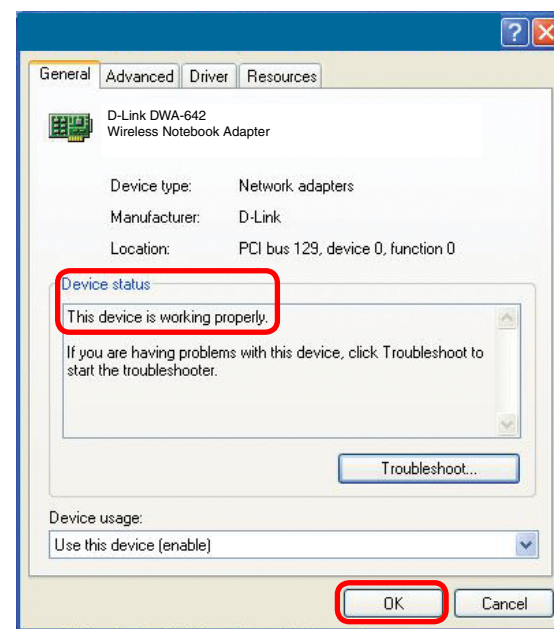 General Advanced Driver Resources
D-Link DWA-642
Wireless Notebook Adapter
Device type: Network adapters
Manufacturer: D-Link
Location: PCI bus 129, device 0, function 0
Device status
This device is working properly.
If you are having problems with this device, click Troubleshoot to
start the troubleshooter.
Troubleshoot...
Device usage:
Use this device (enable)
OK Cancel